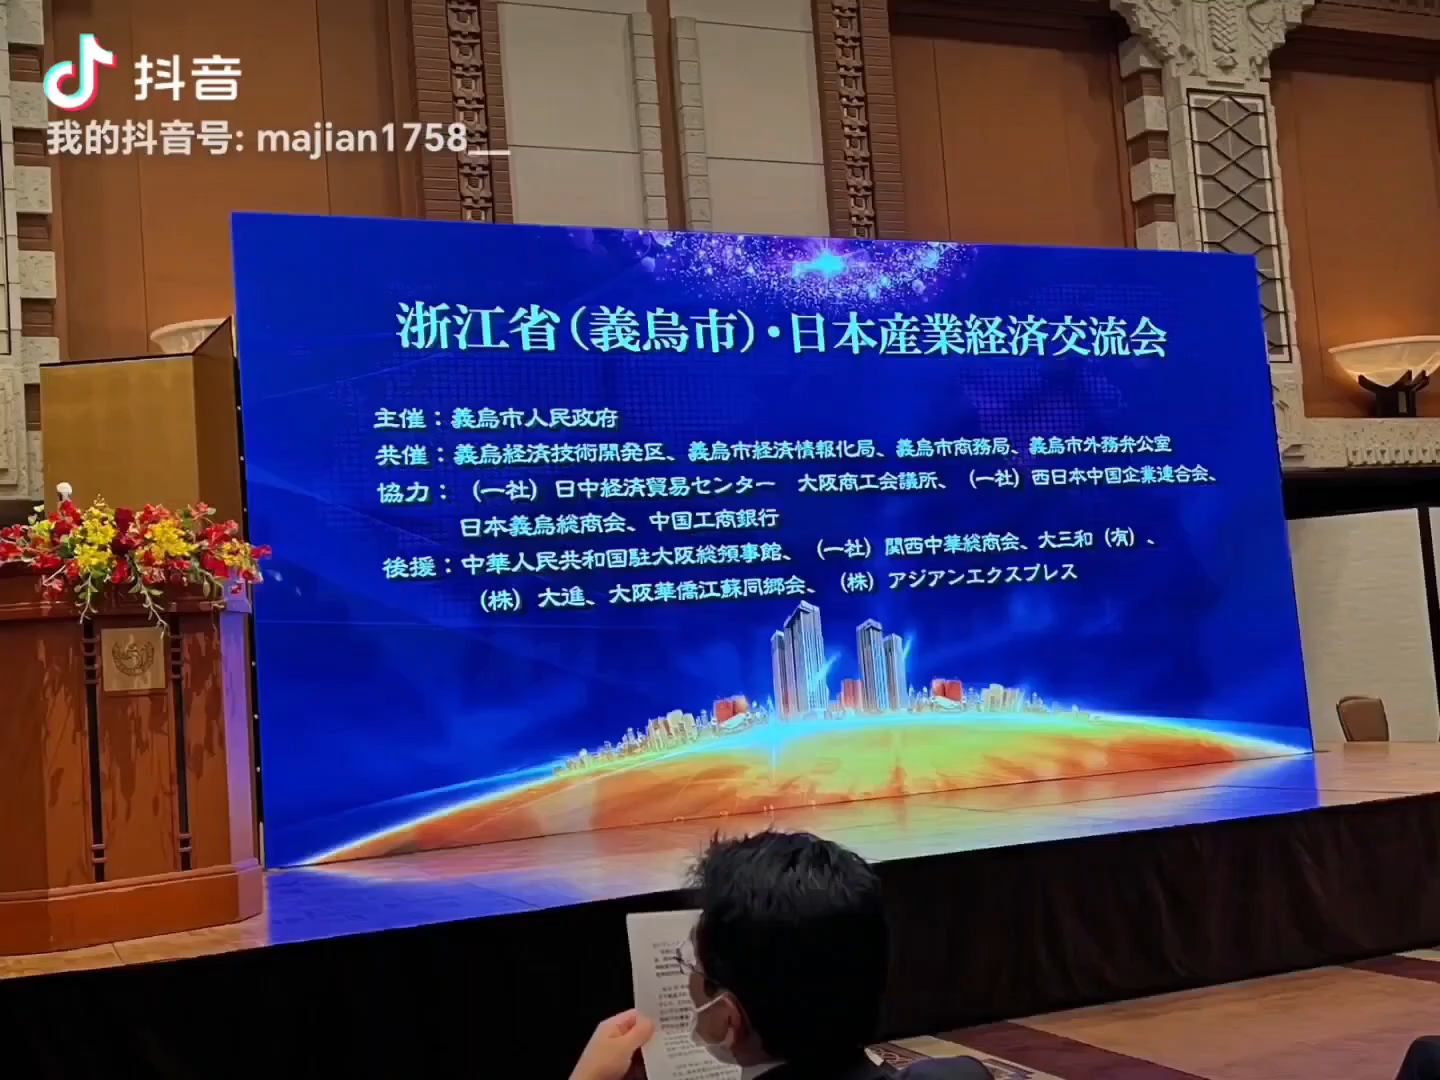 抖音
我的抖音号: majian1758__
浙江省(義烏市)・日本産業経済交流会
主催：義烏市人民政府
共催：義烏経済技術開発区、義烏市経済情報化局、義烏市商務局、義烏市外務弁公室
協力：（一社）日中経済貿易センター　大阪商工会議所、（一社）西日本中国企業連合会、
日本義烏総商会、中国工商銀行
後援：中華人民共和国駐大阪総領事館、（一社）関西中華総商会、大三和（有）、
（株）大進、大阪華僑江蘇同郷会、（株）アジアンエクスプレス